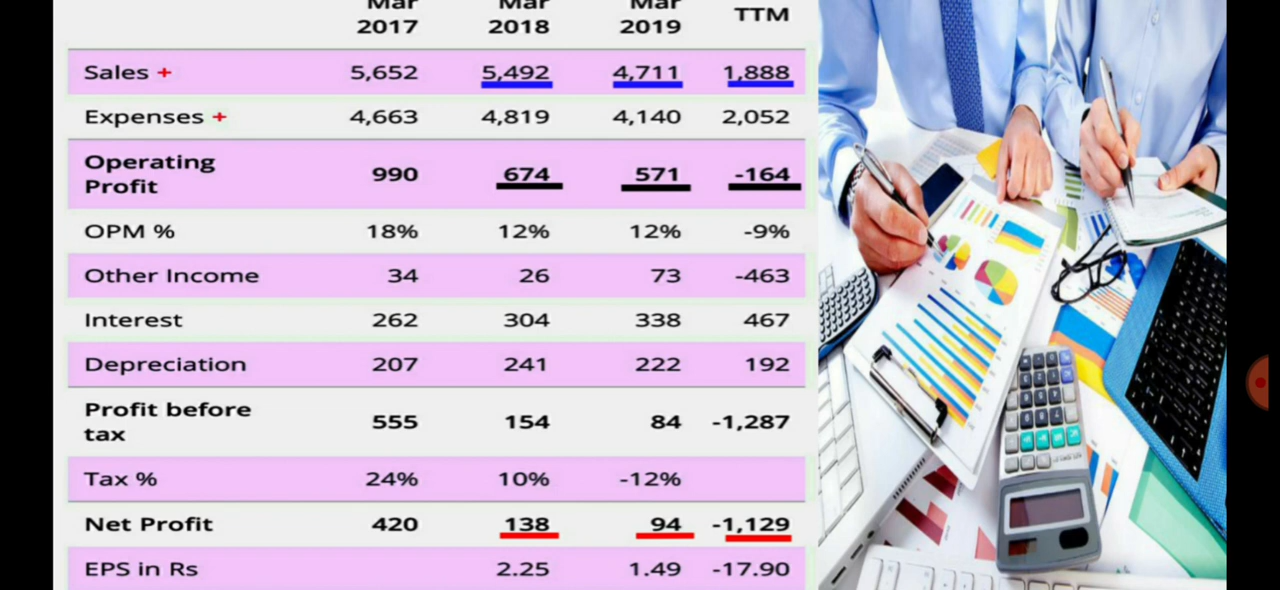 Mar Mar Mar TTM
2017 2018 2019
Sales + 5,652 5,492 4,711 1,888
Expenses + 4,663 4,819 4,140 2,052
Operating
Profit 990 674 571 -164
OPM % 18% 12% 12% -9%
Other Income 34 26 73 -463
Interest 262 304 338 467
Depreciation 207 241 222 192
Profit before
tax 555 154 84 -1,287
Tax % 24% 10% -12%
Net Profit 420 138 94 -1,129
EPS in Rs 2.25 1.49 -17.90